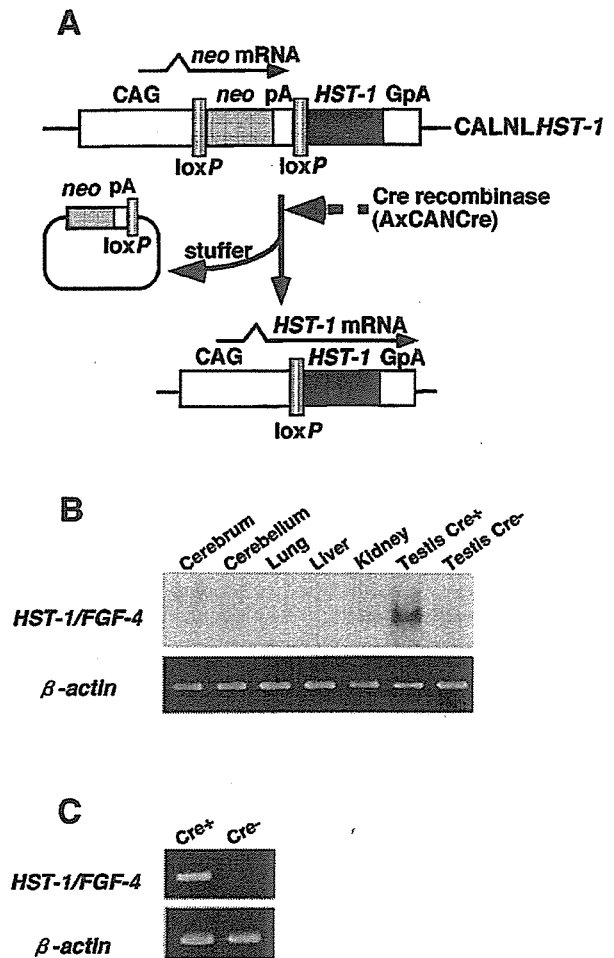 A
neo mRNA
CAG neo pA HST-1 GpA
CALNLHST-1
loxP loxP
neo pA
Cre recombinase
(AxCANCre)
loxP
stuffer
HST-1 mRNA
CAG HST-1 GpA
loxP
B
Cerebrum Cerebellum Lung Liver Kidney Testis Cre+ Testis Cre-
HST-1/FGF-4
β-actin
C
Cre+ Cre-
HST-1/FGF-4
β-actin